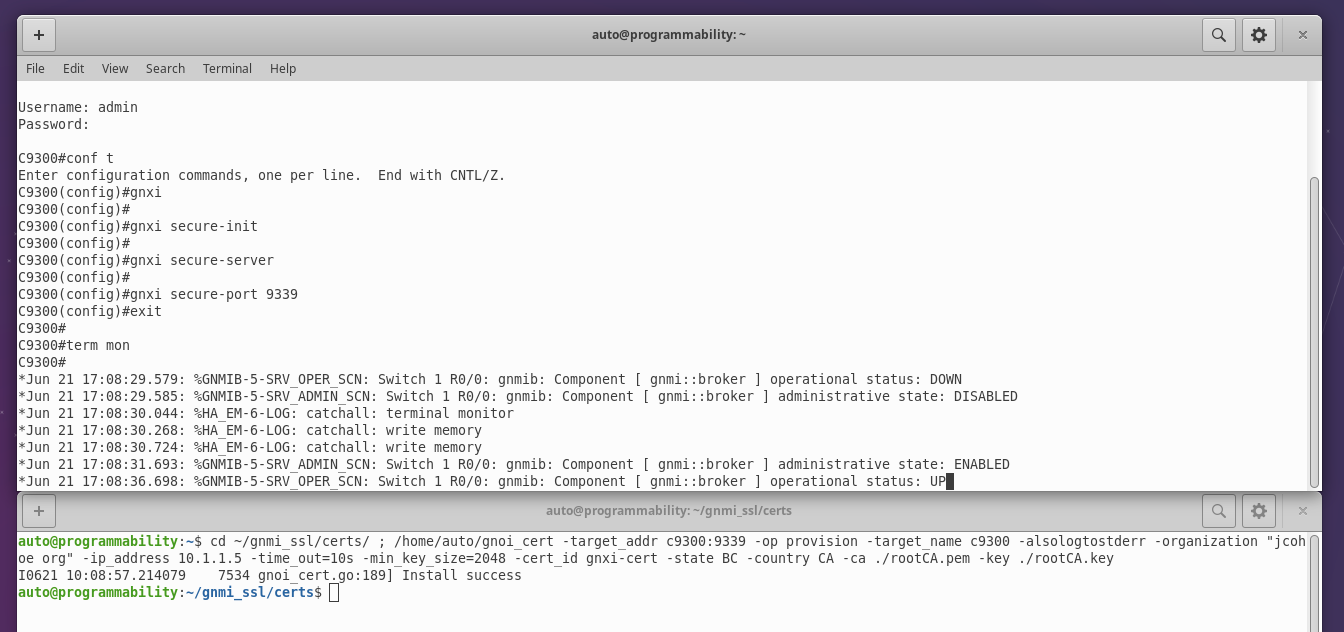 auto@programmability: ~
File Edit View Search Terminal Help
Username: admin
Password:
C9300#conf t
Enter configuration commands, one per line.  End with CNTL/Z.
C9300(config)#gnxi
C9300(config)#
C9300(config)#gnxi secure-init
C9300(config)#
C9300(config)#gnxi secure-server
C9300(config)#
C9300(config)#gnxi secure-port 9339
C9300(config)#exit
C9300#
C9300#term mon
C9300#
*Jun 21 17:08:29.579: %GNMIB-5-SRV_OPER_SCN: Switch 1 R0/0: gnmib: Component [ gnmi::broker ] operational status: DOWN
*Jun 21 17:08:29.585: %GNMIB-5-SRV_ADMIN_SCN: Switch 1 R0/0: gnmib: Component [ gnmi::broker ] administrative state: DISABLED
*Jun 21 17:08:30.044: %HA_EM-6-LOG: catchall: terminal monitor
*Jun 21 17:08:30.268: %HA_EM-6-LOG: catchall: write memory
*Jun 21 17:08:30.724: %HA_EM-6-LOG: catchall: write memory
*Jun 21 17:08:31.693: %GNMIB-5-SRV_ADMIN_SCN: Switch 1 R0/0: gnmib: Component [ gnmi::broker ] administrative state: ENABLED
*Jun 21 17:08:36.698: %GNMIB-5-SRV_OPER_SCN: Switch 1 R0/0: gnmib: Component [ gnmi::broker ] operational status: UP
auto@programmability: ~/gnmi_ssl/certs
auto@programmability:~$ cd ~/gnmi_ssl/certs/ ; /home/auto/gnoi_cert -target_addr c9300:9339 -op provision -target_name c9300 -alsologtostderr -organization "jcoh
oe org" -ip_address 10.1.1.5 -time_out=10s -min_key_size=2048 -cert_id gnxi-cert -state BC -country CA -ca ./rootCA.pem -key ./rootCA.key
I0621 10:08:57.214079    7534 gnoi_cert.go:189] Install success
auto@programmability:~/gnmi_ssl/certs$